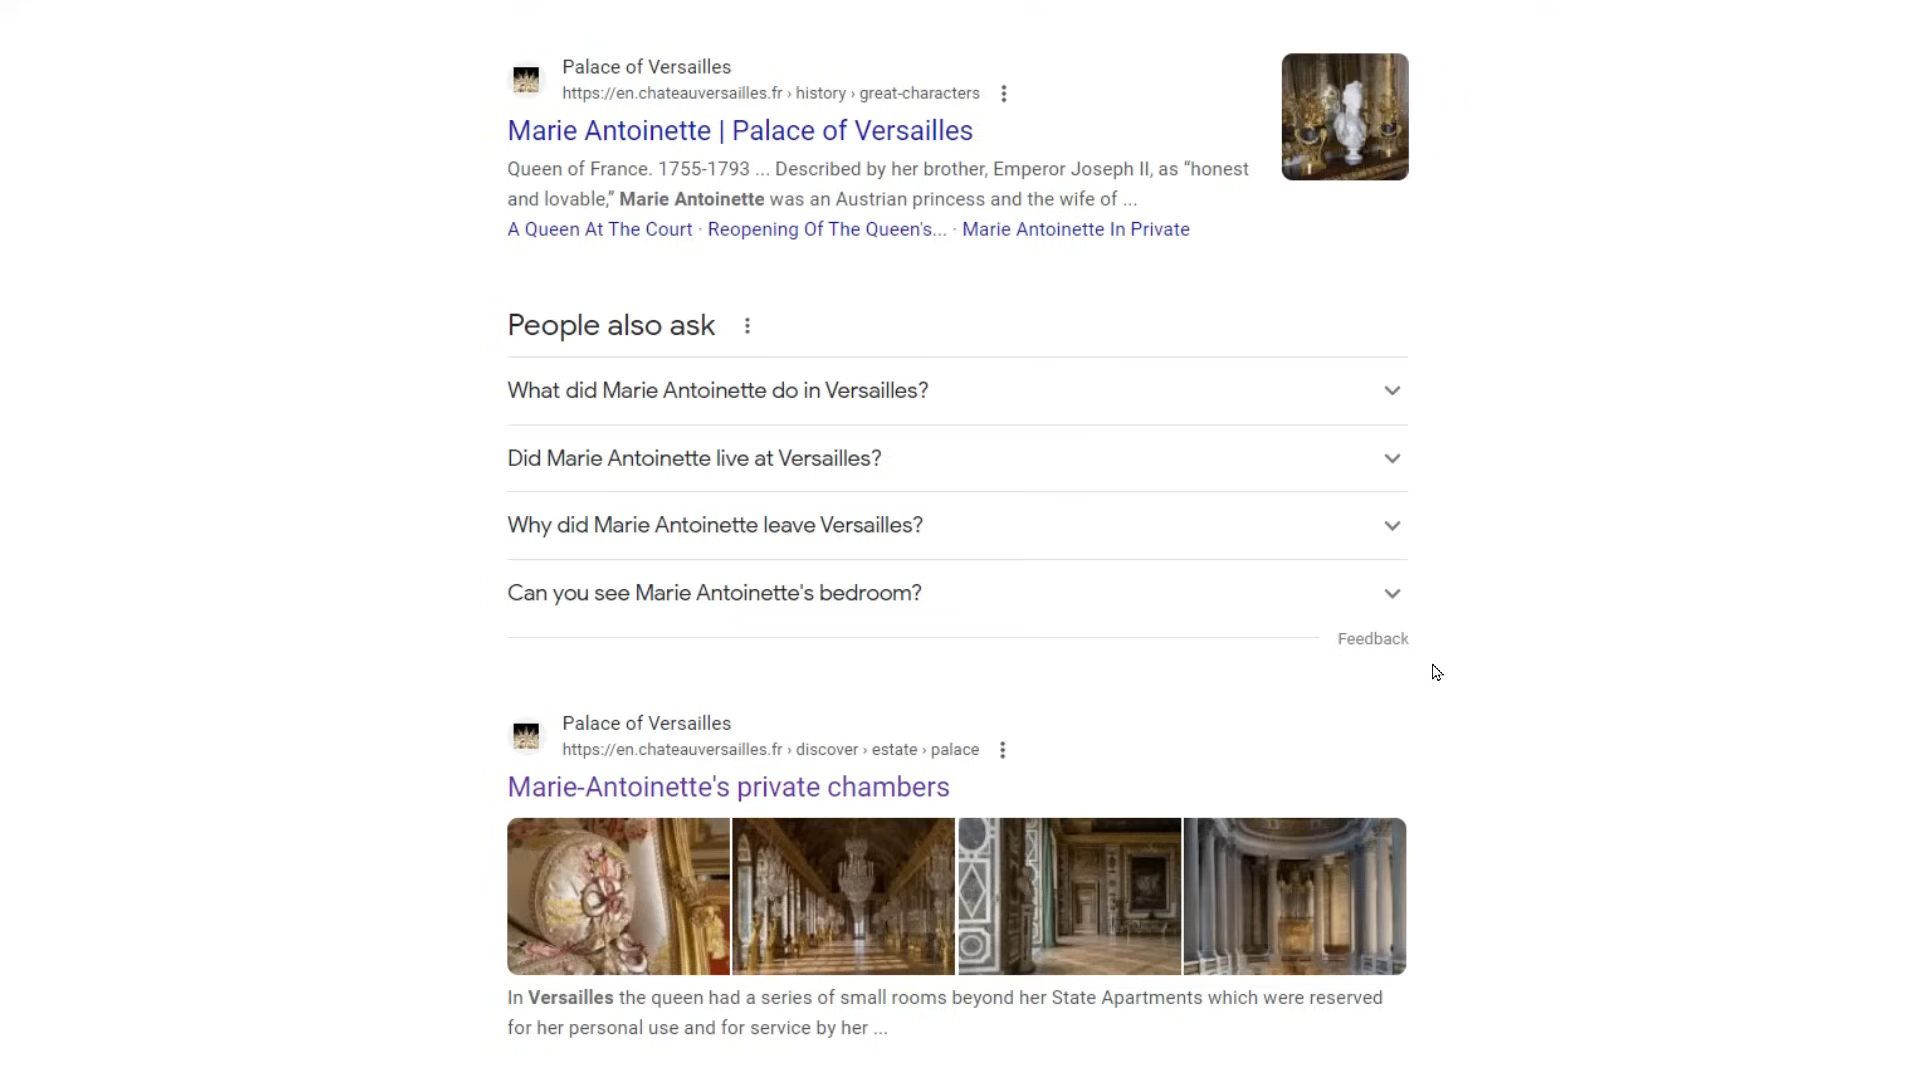 Palace of Versailles
https://en.chateauversailles.fr › history › great-characters
Marie Antoinette | Palace of Versailles
Queen of France. 1755-1793 ... Described by her brother, Emperor Joseph II, as “honest
and lovable,” Marie Antoinette was an Austrian princess and the wife of ...
A Queen At The Court · Reopening Of The Queen's... · Marie Antoinette In Private
People also ask
What did Marie Antoinette do in Versailles?
Did Marie Antoinette live at Versailles?
Why did Marie Antoinette leave Versailles?
Can you see Marie Antoinette's bedroom?
Feedback
Palace of Versailles
https://en.chateauversailles.fr › discover › estate › palace
Marie-Antoinette's private chambers
In Versailles the queen had a series of small rooms beyond her State Apartments which were reserved
for her personal use and for service by her ...